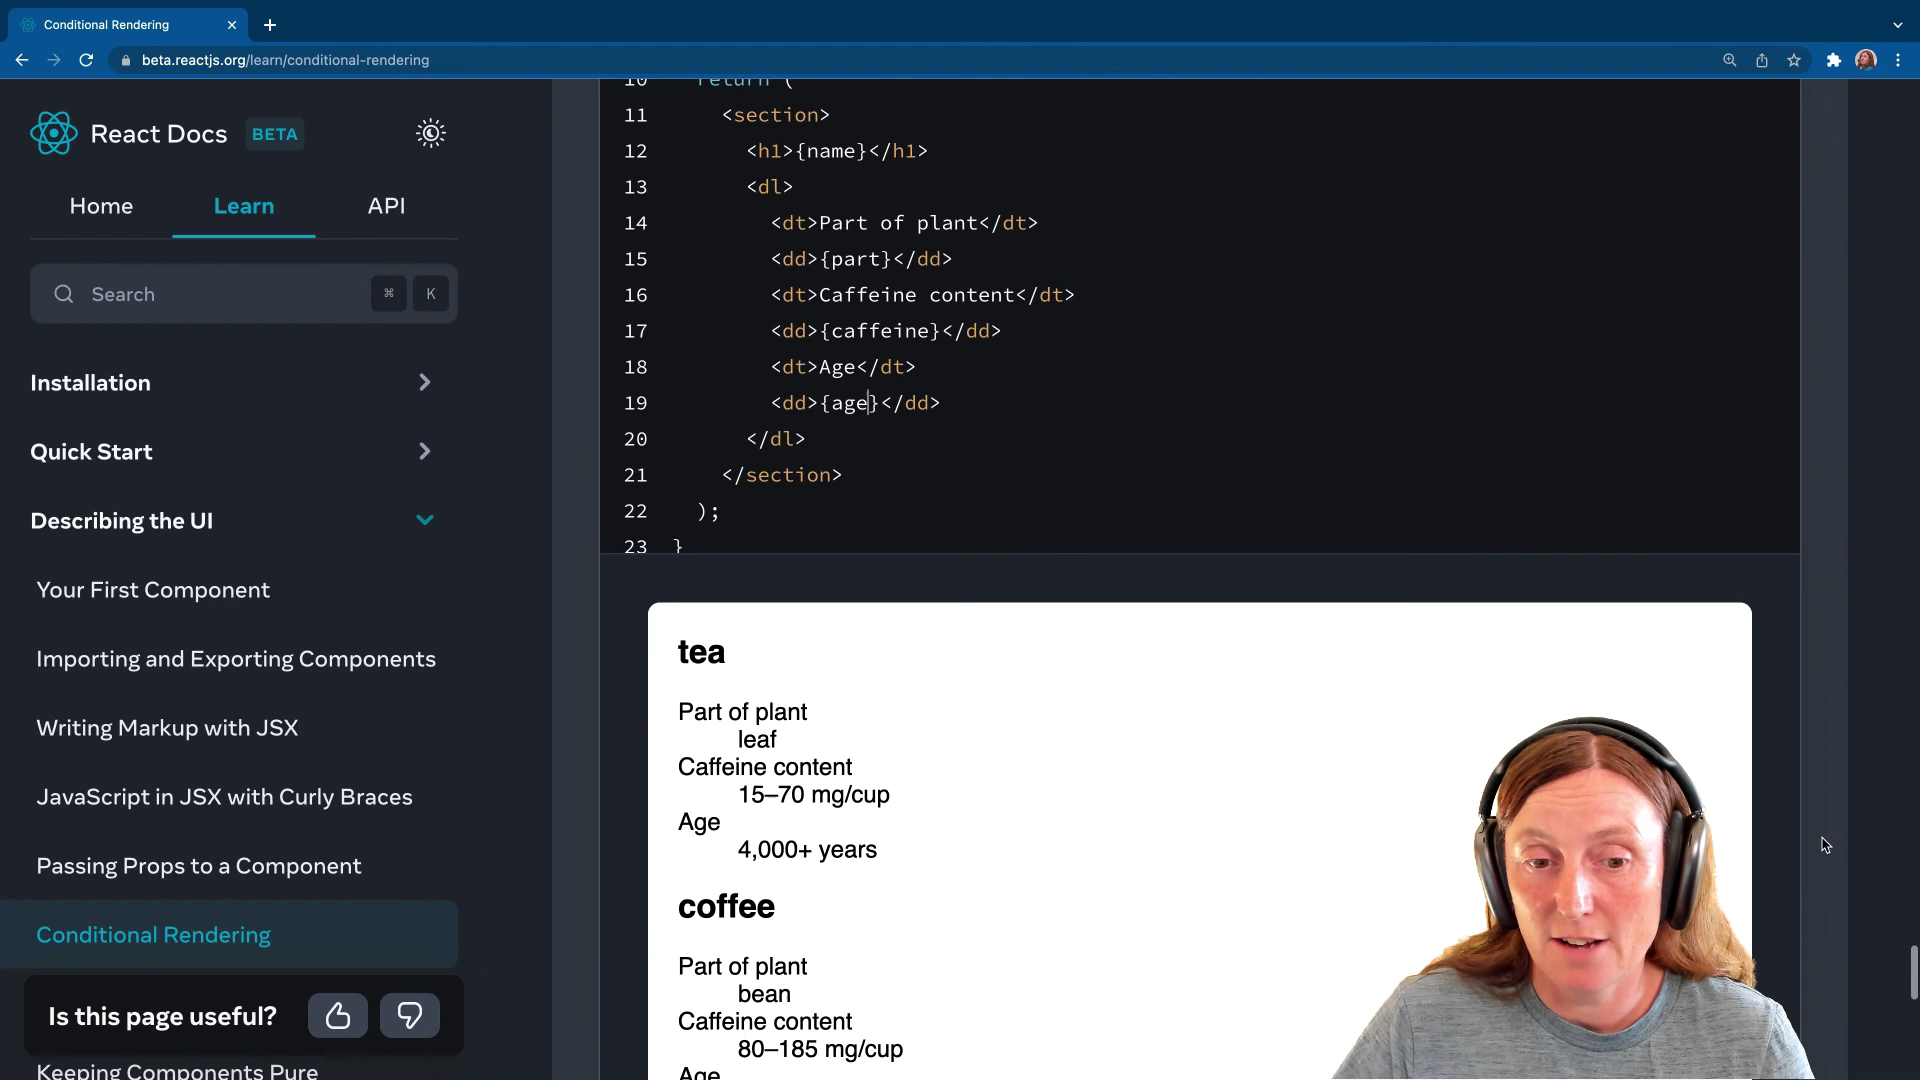 Conditional Rendering
beta.reactjs.org/learn/conditional-rendering
React Docs BETA
Home Learn API
Search ⌘ K
Installation
Quick Start
Describing the UI
Your First Component
Importing and Exporting Components
Writing Markup with JSX
JavaScript in JSX with Curly Braces
Passing Props to a Component
Conditional Rendering
Is this page useful?
Keeping Components Pure
10 return (
11 <section>
12 <h1>{name}</h1>
13 <dl>
14 <dt>Part of plant</dt>
15 <dd>{part}</dd>
16 <dt>Caffeine content</dt>
17 <dd>{caffeine}</dd>
18 <dt>Age</dt>
19 <dd>{age}</dd>
20 </dl>
21 </section>
22 );
23 }
tea
Part of plant
leaf
Caffeine content
15–70 mg/cup
Age
4,000+ years
coffee
Part of plant
bean
Caffeine content
80–185 mg/cup
Age